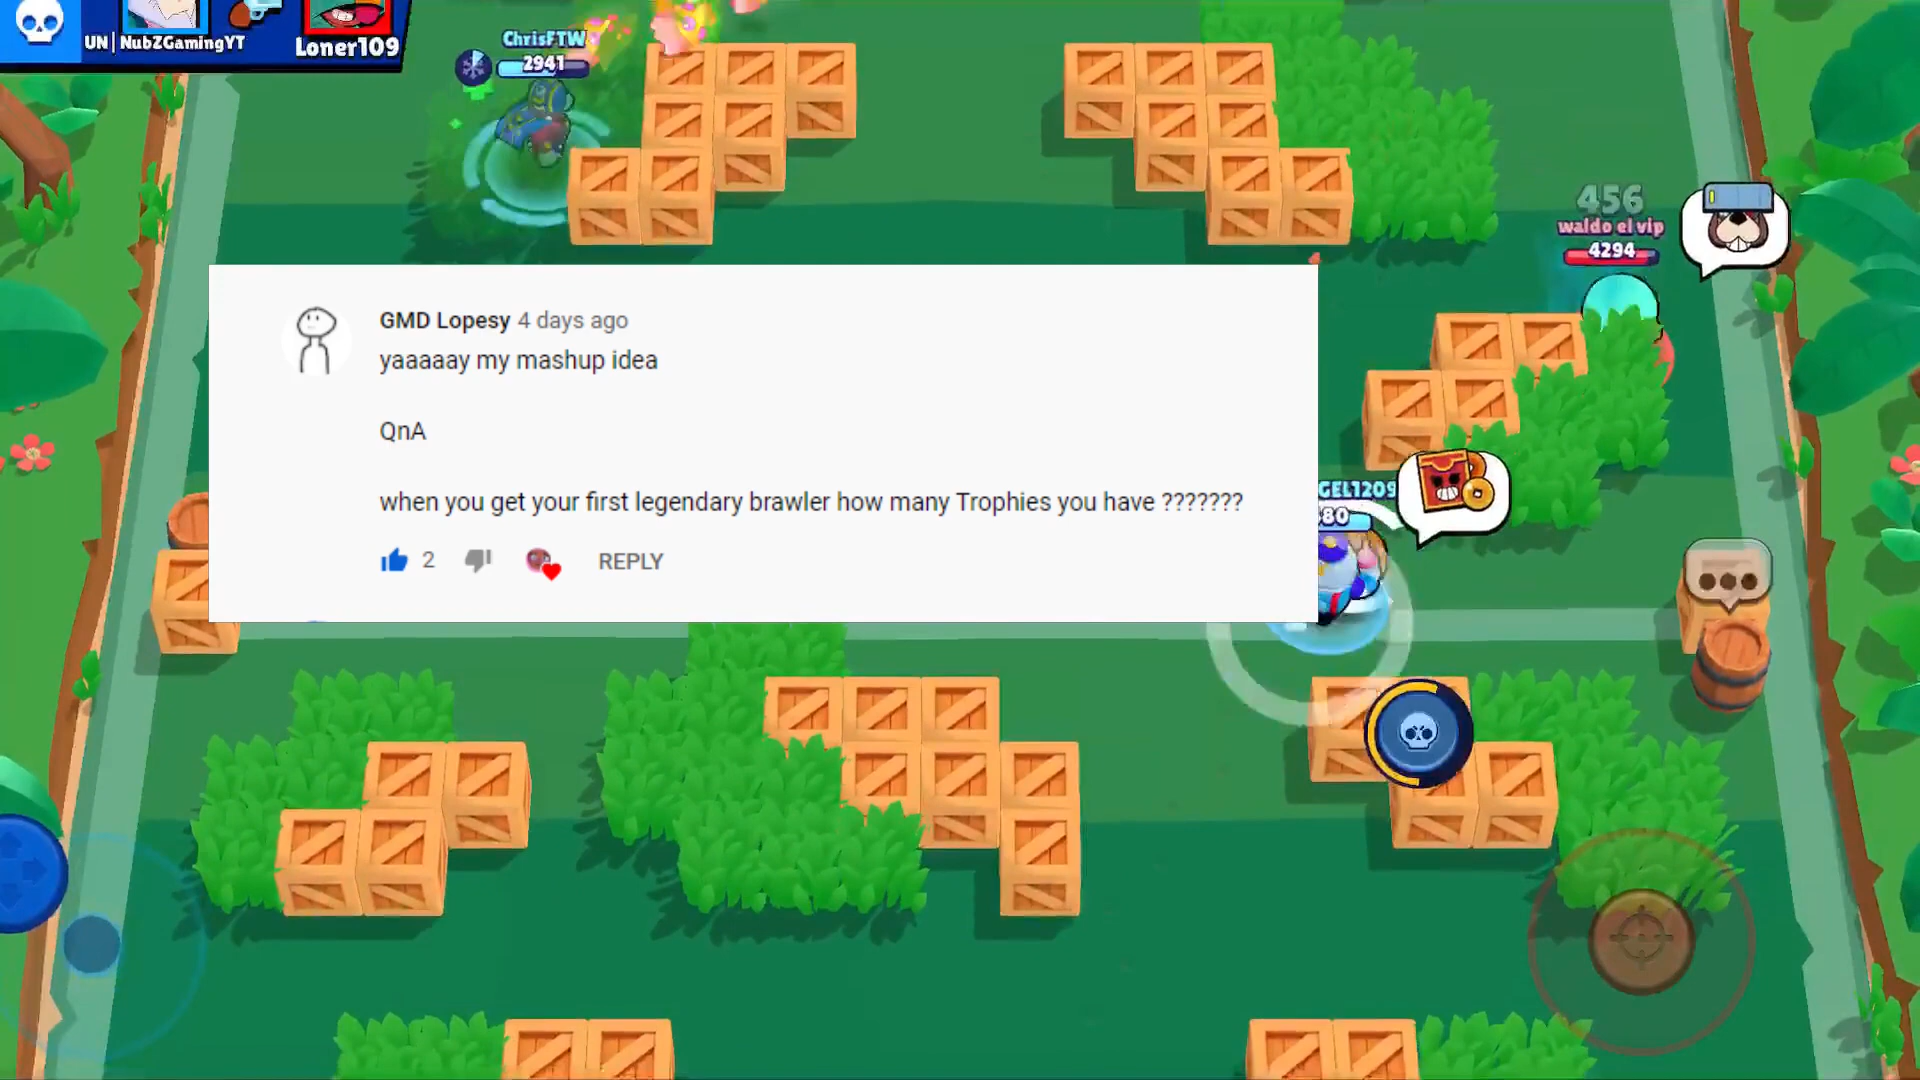 UN | NubZGamingYT
Loner109
ChrisFTW
2941
456
waldo el vip
4294
GMD Lopesy 4 days ago
yaaaaay my mashup idea
QnA
when you get your first legendary brawler how many Trophies you have ???????
2
REPLY
GEL1209
80